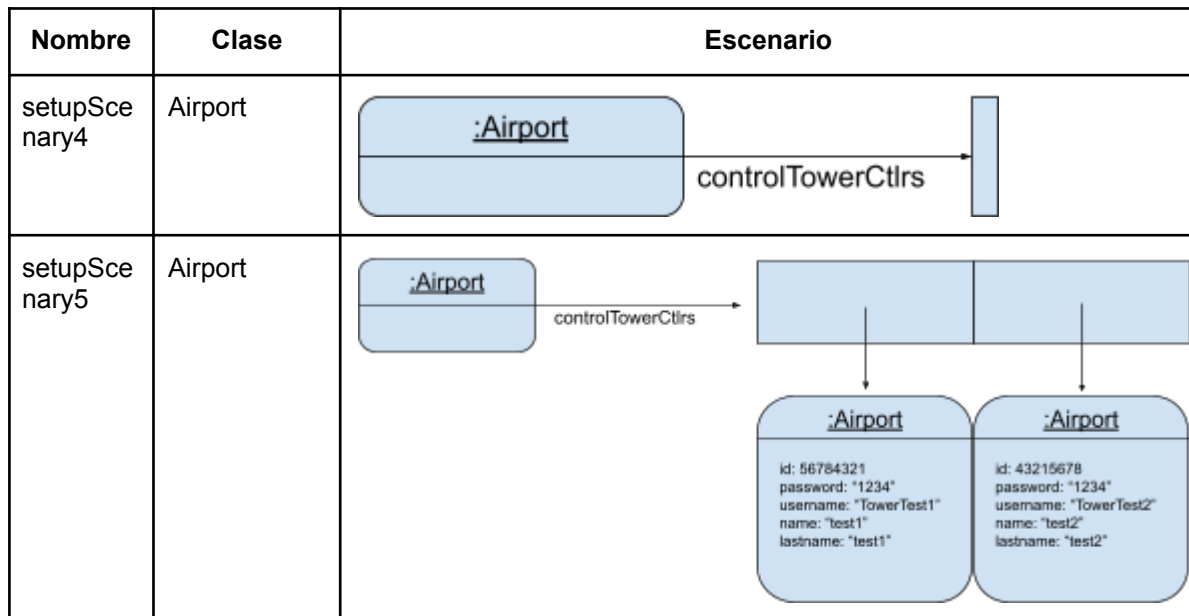 Nombre Clase Escenario
setupSce Airport
nary4
:Airport
controlTowerCtlrs
setupSce Airport
nary5
:Airport
controlTowerCtlrs
:Airport :Airport
id: 56784321 id: 43215678
password: "1234" password: "1234"
username: "TowerTest1" username: "TowerTest2"
name: "test1" name: "test2"
lastname: "test1" lastname: "test2"